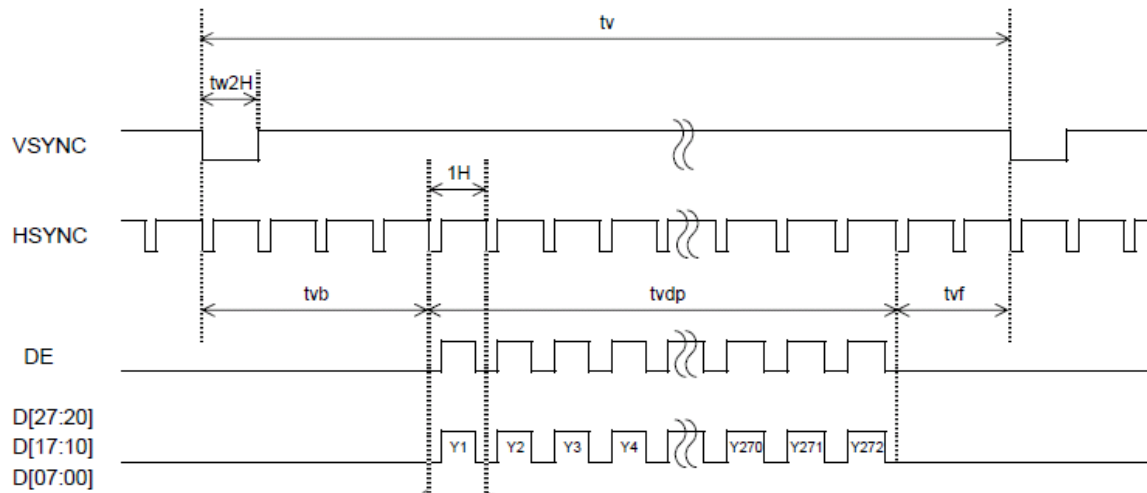 tv
tw2H
VSYNC
1H
HSYNC
tvb
tvdp
tvf
DE
D[27:20]
D[17:10]
D[07:00]
Y1
Y2
Y3
Y4
Y270
Y271
Y272